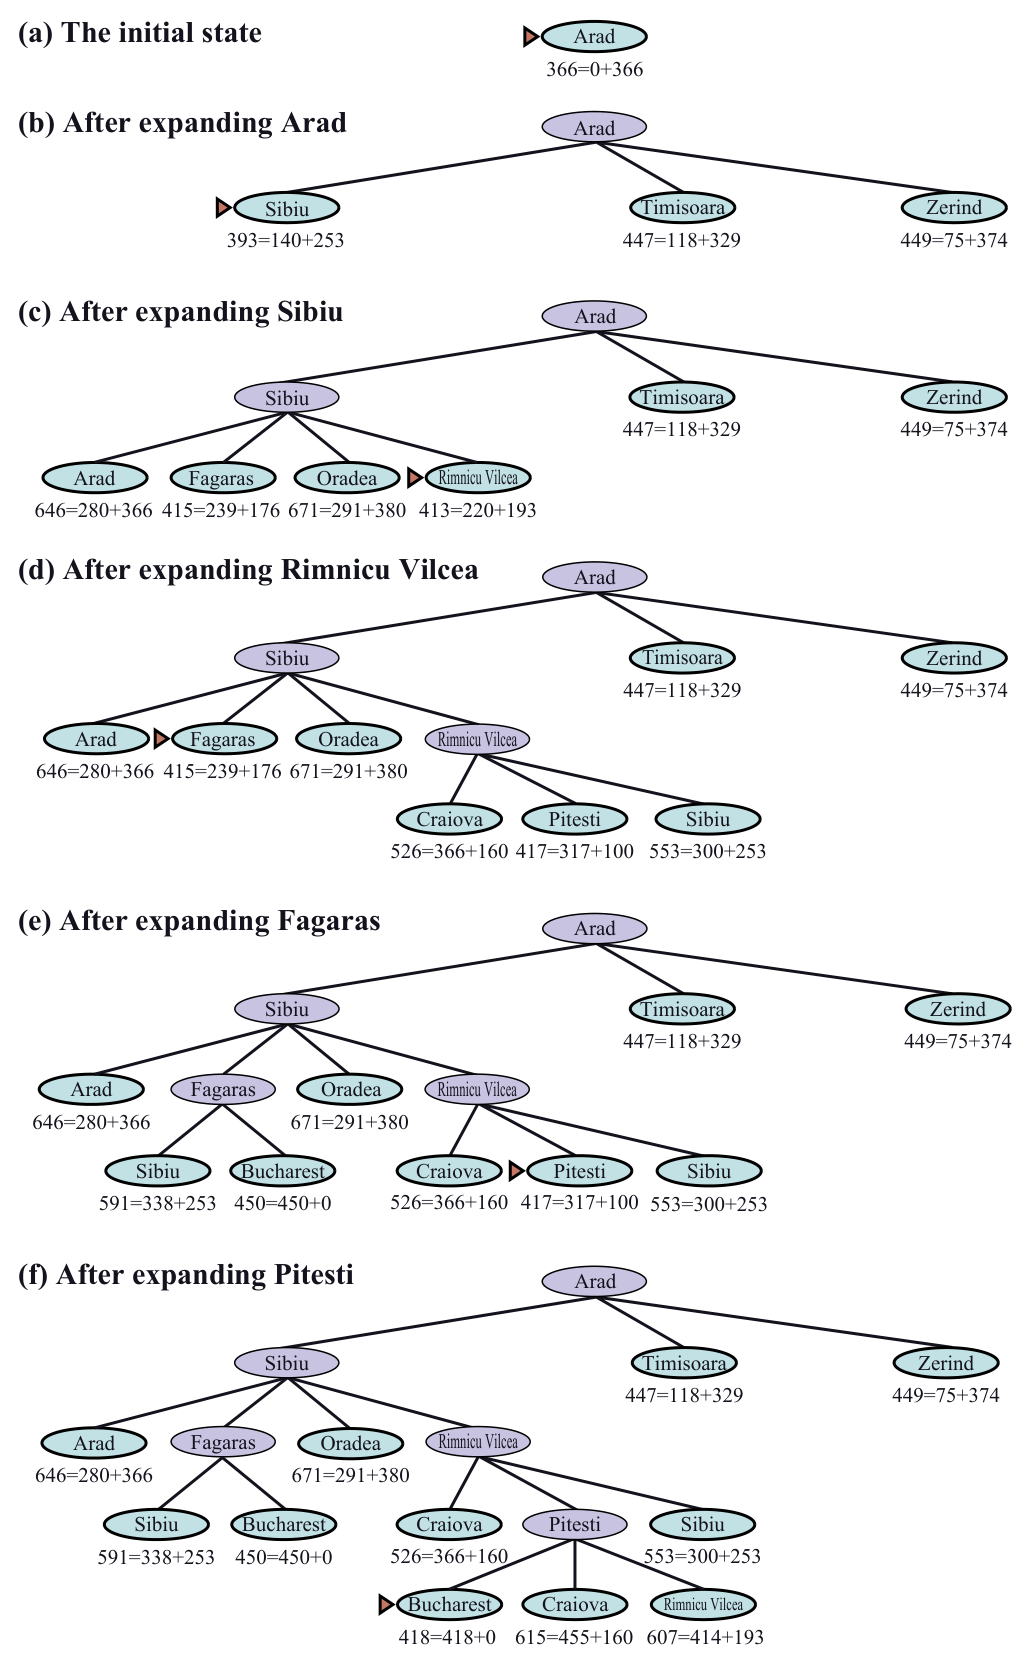 (a) The initial state
Arad
366=0+366
(b) After expanding Arad
Arad
Sibiu Timisoara Zerind
393=140+253 447=118+329 449=75+374
(c) After expanding Sibiu
Arad
Sibiu Timisoara Zerind
447=118+329 449=75+374
Arad Fagaras Oradea Rimnicu Vilcea
646=280+366 415=239+176 671=291+380 413=220+193
(d) After expanding Rimnicu Vilcea
Arad
Sibiu Timisoara Zerind
447=118+329 449=75+374
Arad Fagaras Oradea Rimnicu Vilcea
646=280+366 415=239+176 671=291+380
Craiova Pitesti Sibiu
526=366+160 417=317+100 553=300+253
(e) After expanding Fagaras
Arad
Sibiu Timisoara Zerind
447=118+329 449=75+374
Arad Fagaras Oradea Rimnicu Vilcea
646=280+366 671=291+380
Sibiu Bucharest Craiova Pitesti Sibiu
591=338+253 450=450+0 526=366+160 417=317+100 553=300+253
(f) After expanding Pitesti
Arad
Sibiu Timisoara Zerind
447=118+329 449=75+374
Arad Fagaras Oradea Rimnicu Vilcea
646=280+366 671=291+380
Sibiu Bucharest Craiova Pitesti Sibiu
591=338+253 450=450+0 526=366+160 553=300+253
Bucharest Craiova Rimnicu Vilcea
418=418+0 615=455+160 607=414+193